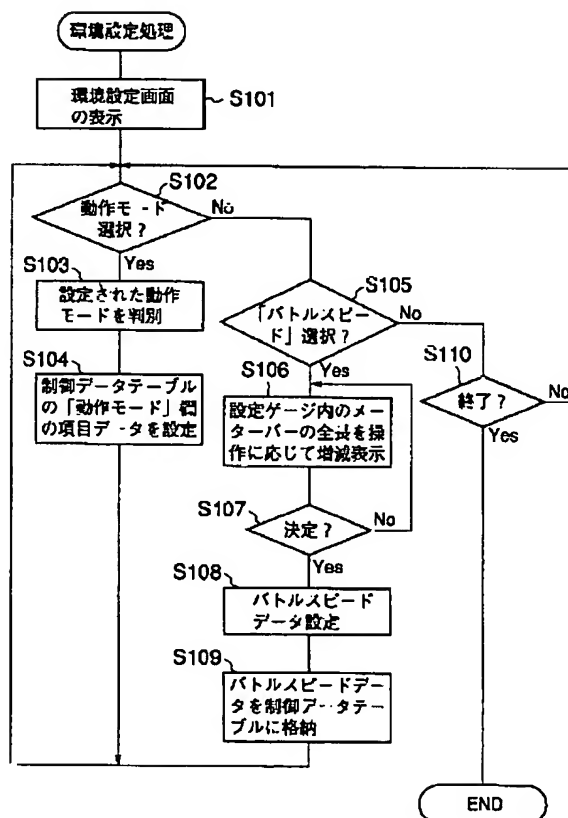 環境設定処理
環境設定画面
の表示
S101
S102
動作モード
選択?
No
Yes
S103
設定された動作
モードを判別
S104
制御データテーブル
の「動作モード」欄
の項目データを設定
S105
「バトルスピー
ド」選択?
No
Yes
S106
設定ゲージ内のメー
ターバーの全長を操
作に応じて増減表示
S107
決定?
No
Yes
S108
バトルスピード
データ設定
S109
バトルスピードデー
タを制御データテー
ブルに格納
S110
終了?
No
Yes
END